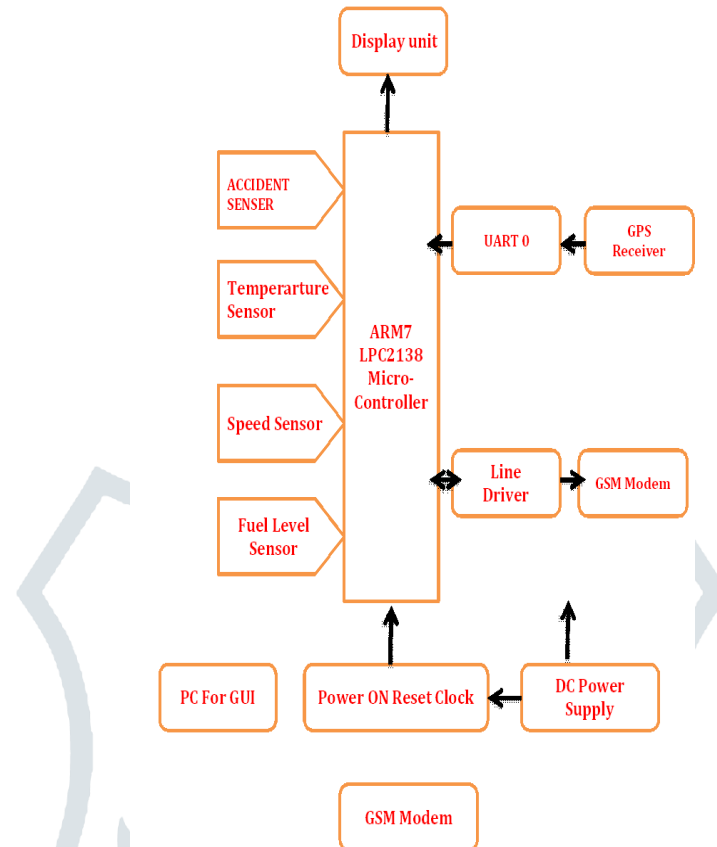 Display unit
ACCIDENT
SENSER
UART 0
GPS
Receiver
Temperarture
Sensor
ARM7
LPC2138
Micro-
Controller
Speed Sensor
Line
Driver
GSM Modem
Fuel Level
Sensor
PC For GUI
Power ON Reset Clock
DC Power
Supply
GSM Modem